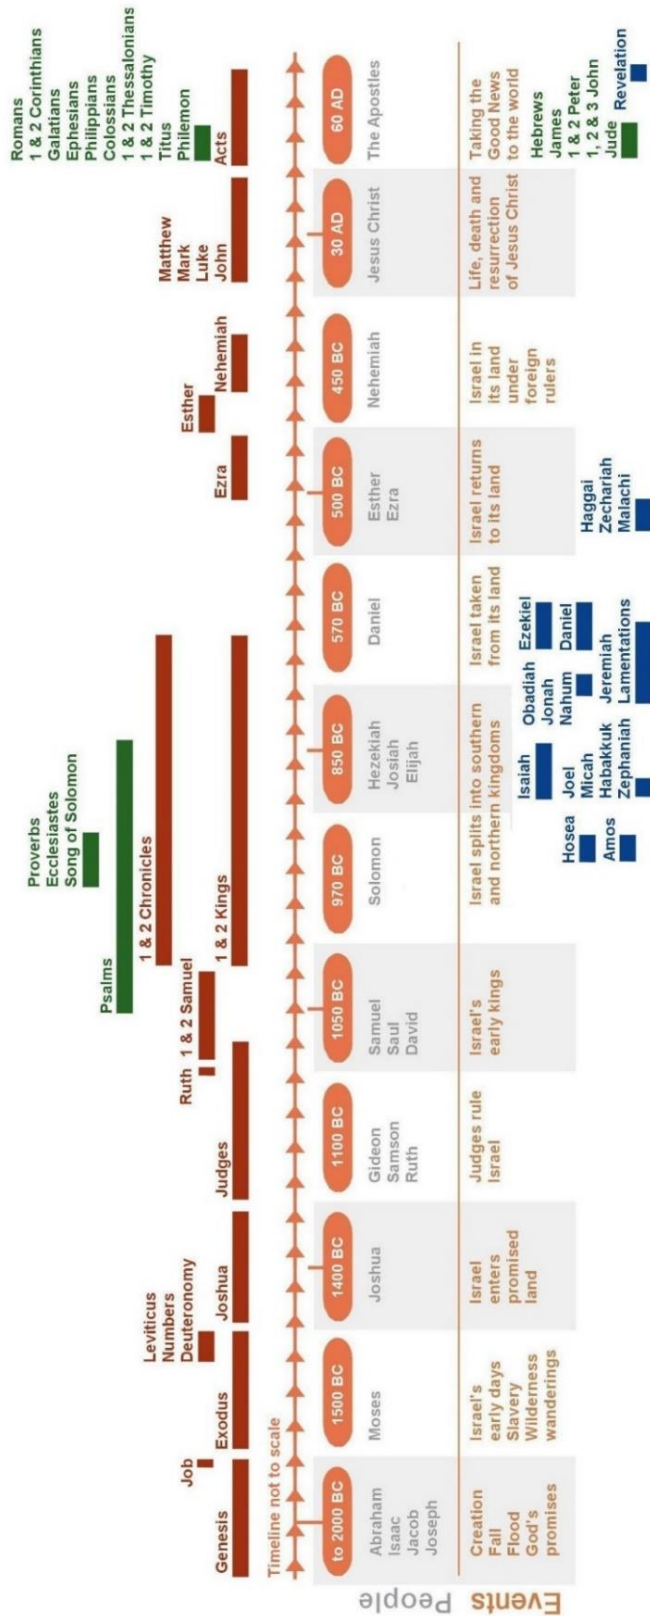 Proverbs
Ecclesiastes
Song of Solomon
Psalms
1 & 2 Chronicles
Romans
1 & 2 Corinthians
Galatians
Ephesians
Philippians
Colossians
1 & 2 Thessalonians
1 & 2 Timothy
Titus
Philemon
Leviticus
Numbers
Deuteronomy
Job
Ruth
1 & 2 Samuel
Esther
Matthew
Mark
Luke
John
Genesis
Exodus
Joshua
Judges
1 & 2 Kings
Ezra
Nehemiah
Acts
Timeline not to scale
to 2000 BC
1500 BC
1400 BC
1100 BC
1050 BC
970 BC
850 BC
570 BC
500 BC
450 BC
30 AD
60 AD
People
Abraham
Isaac
Jacob
Joseph
Moses
Joshua
Gideon
Samson
Ruth
Samuel
Saul
David
Solomon
Hezekiah
Josiah
Elijah
Daniel
Esther
Ezra
Nehemiah
Jesus Christ
The Apostles
Events
Creation
Fall
Flood
God's
promises
Israel's
early days
Slavery
Wilderness
wanderings
Israel
enters
promised
land
Judges rule
Israel
Israel's
early kings
Israel splits into southern
and northern kingdoms
Israel taken
from its land
Israel returns
to its land
Israel in
its land
under
foreign
rulers
Life, death and
resurrection
of Jesus Christ
Taking the
Good News
to the world
Hosea
Amos
Isaiah
Joel
Micah
Habakkuk
Zephaniah
Obadiah
Jonah
Nahum
Jeremiah
Lamentations
Ezekiel
Daniel
Haggai
Zechariah
Malachi
Hebrews
James
1 & 2 Peter
1, 2 & 3 John
Jude
Revelation